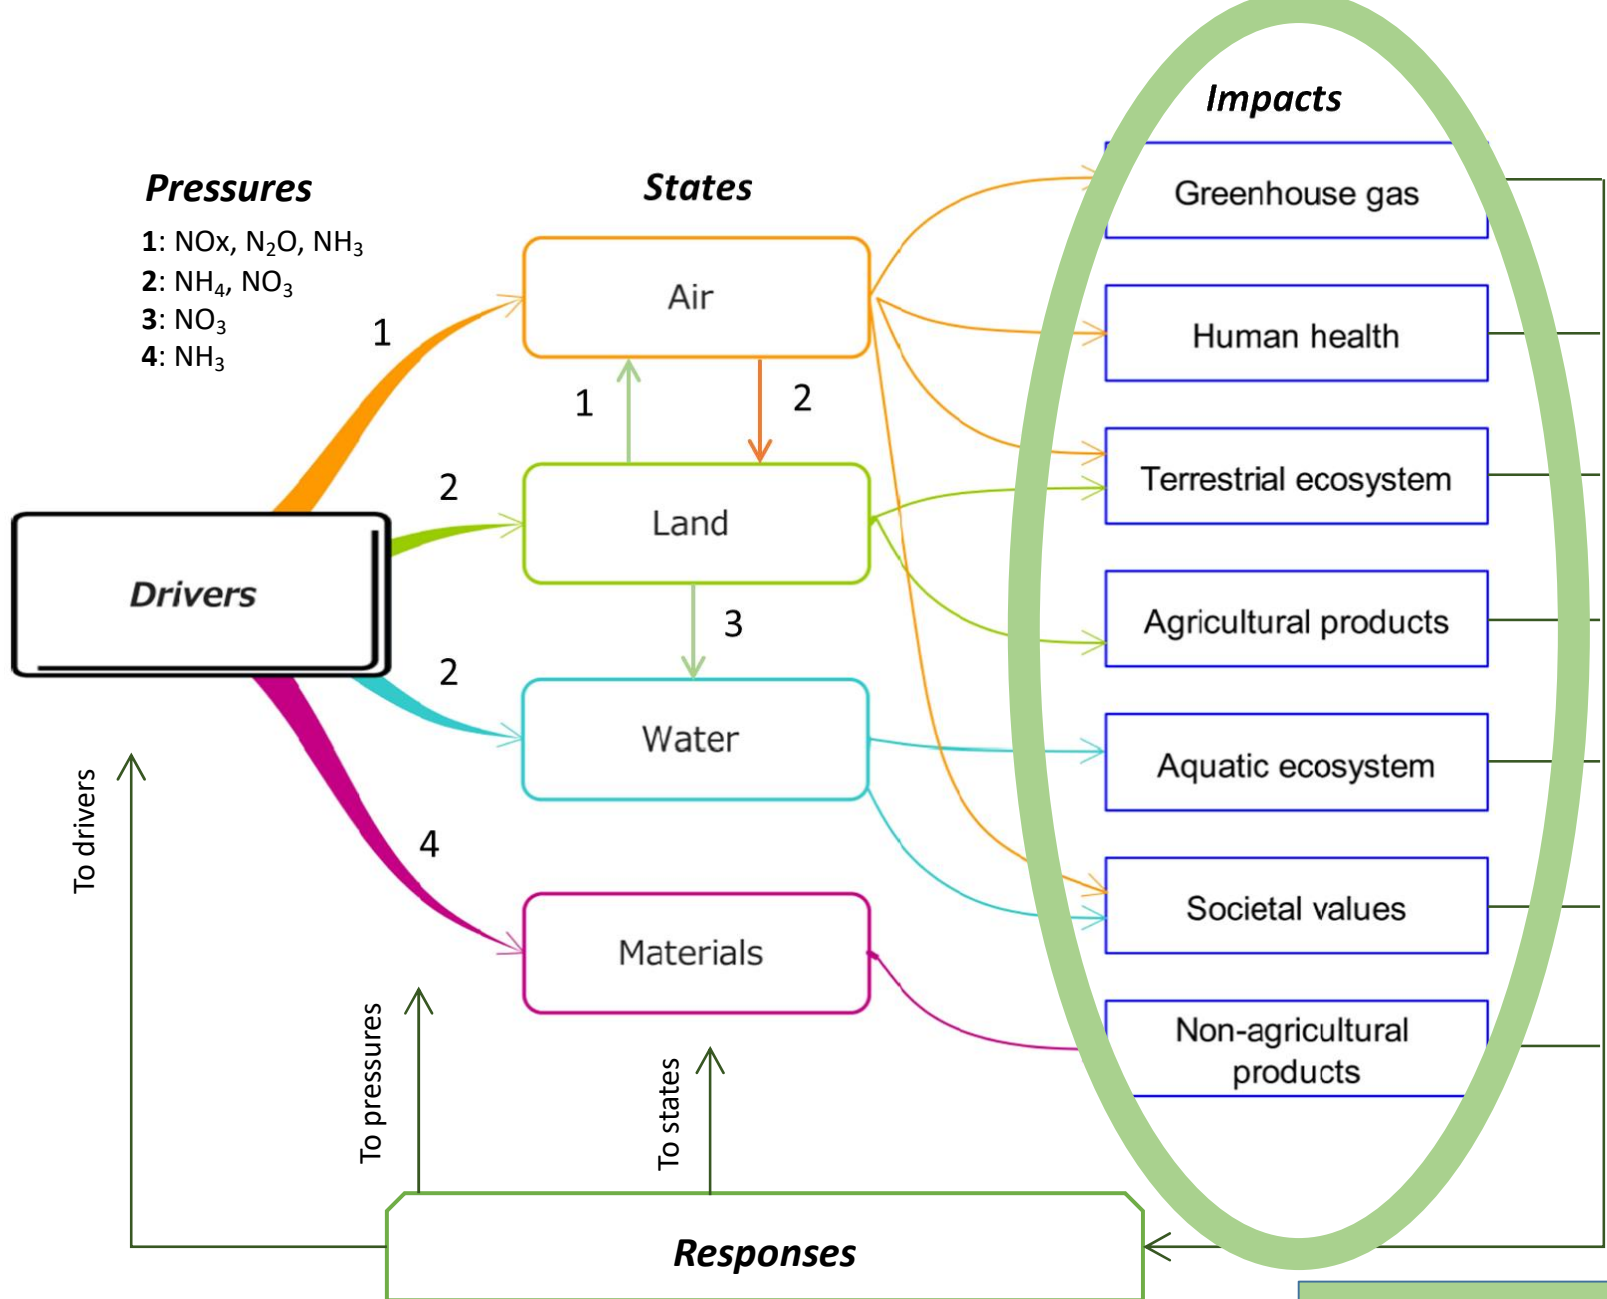 Impacts
Pressures
States
1: NOx, N₂O, NH₃
2: NH₄, NO₃
3: NO₃
4: NH₃
1
2
2
4
Drivers
Air
1
2
Land
3
Water
Materials
Greenhouse gas
Human health
Terrestrial ecosystem
Agricultural products
Aquatic ecosystem
Societal values
Non-agricultural
products
To drivers
To pressures
To states
Responses